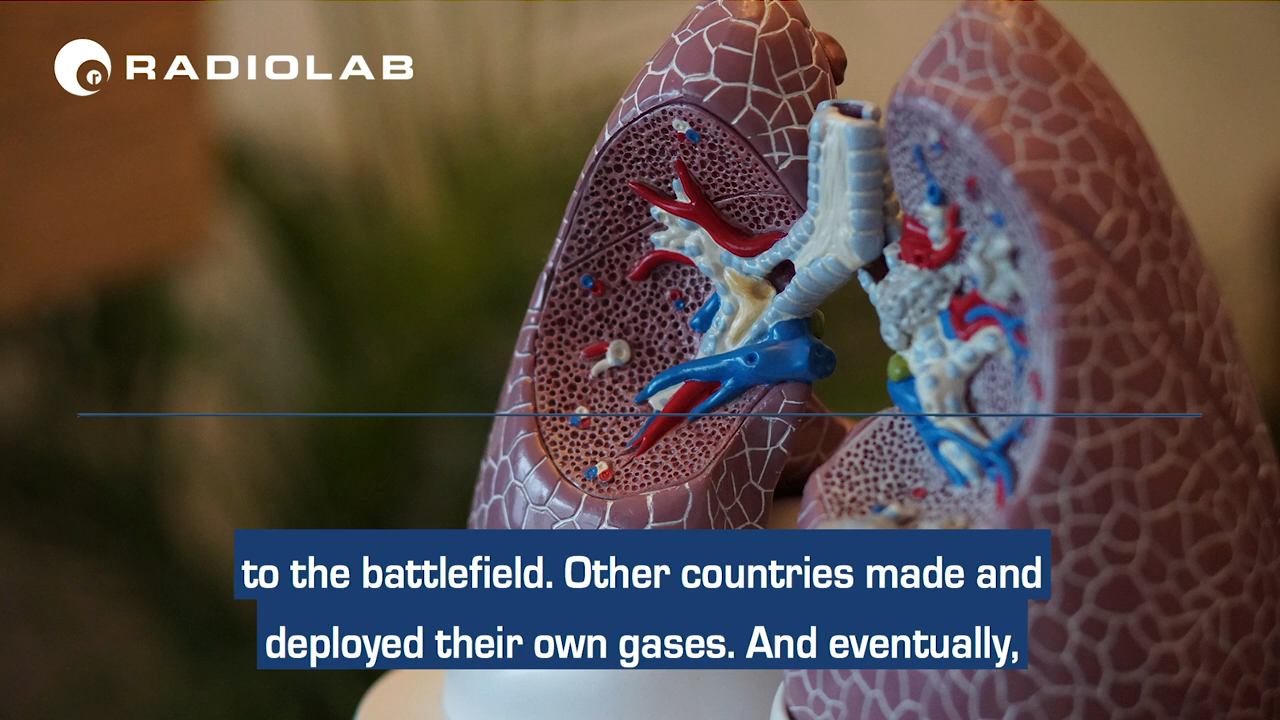 RADIOLAB
to the battlefield. Other countries made and
deployed their own gases. And eventually,